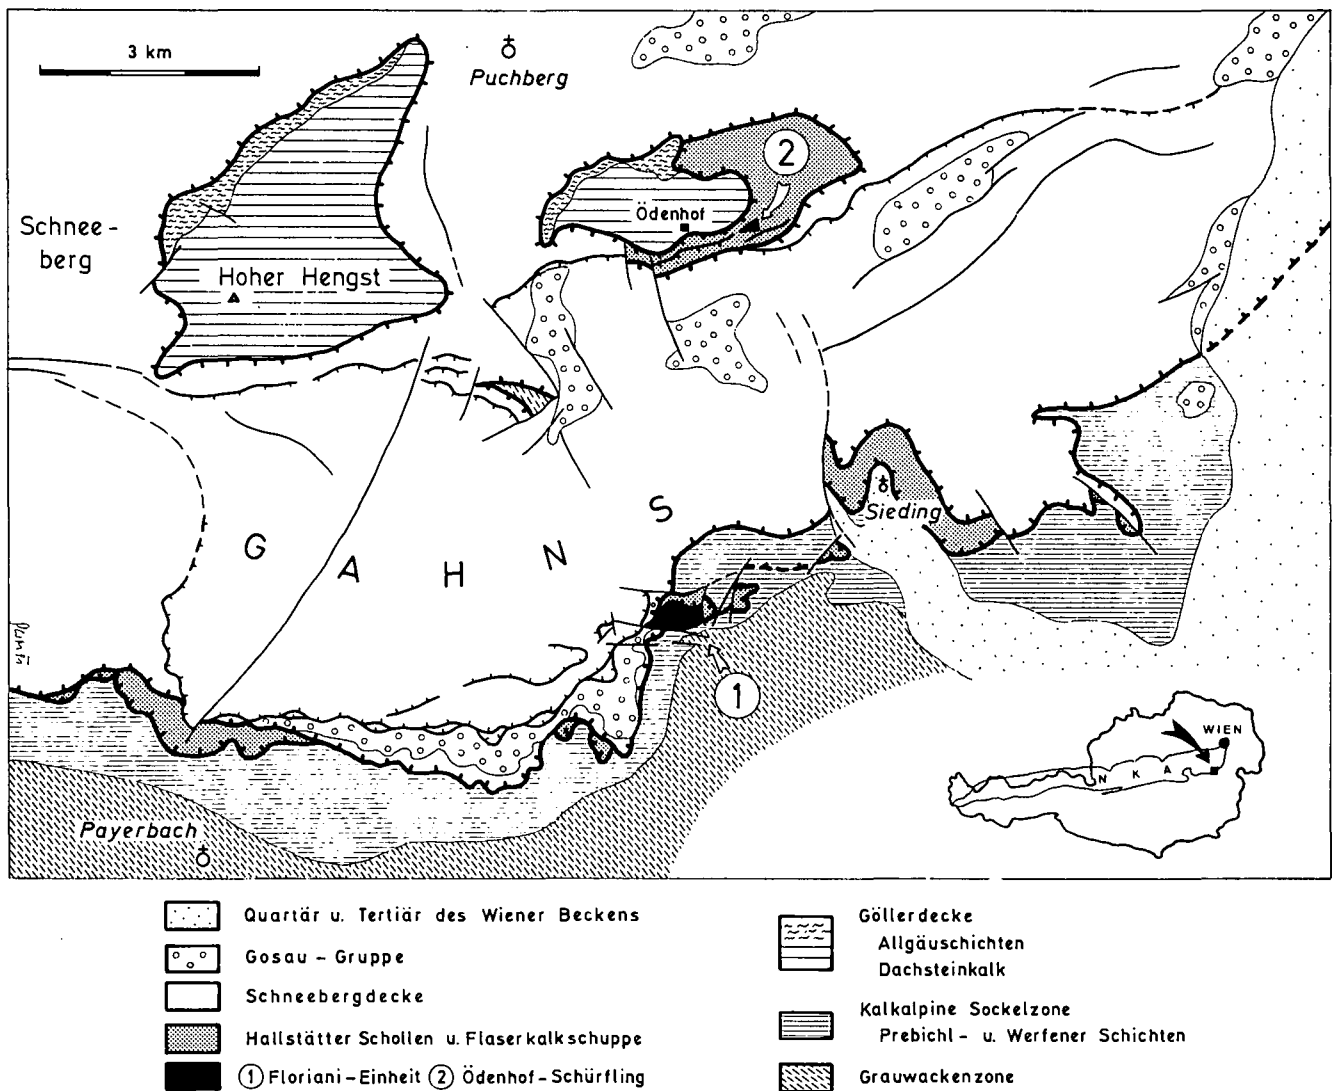 3 km
Puchberg
2
Ödenhof
Schnee-
berg
Hoher Hengst
Sieding
G A H N S
1
Payerbach
WIEN
N K A
Quartär u. Tertiär des Wiener Beckens
Gosau - Gruppe
Schneebergdecke
Hallstätter Schollen u. Flaserkalkschuppe
1 Floriani-Einheit 2 Ödenhof-Schürfling
Göllerdecke
Allgäuschichten
Dachsteinkalk
Kalkalpine Sockelzone
Prebichl- u. Werfener Schichten
Grauwackenzone